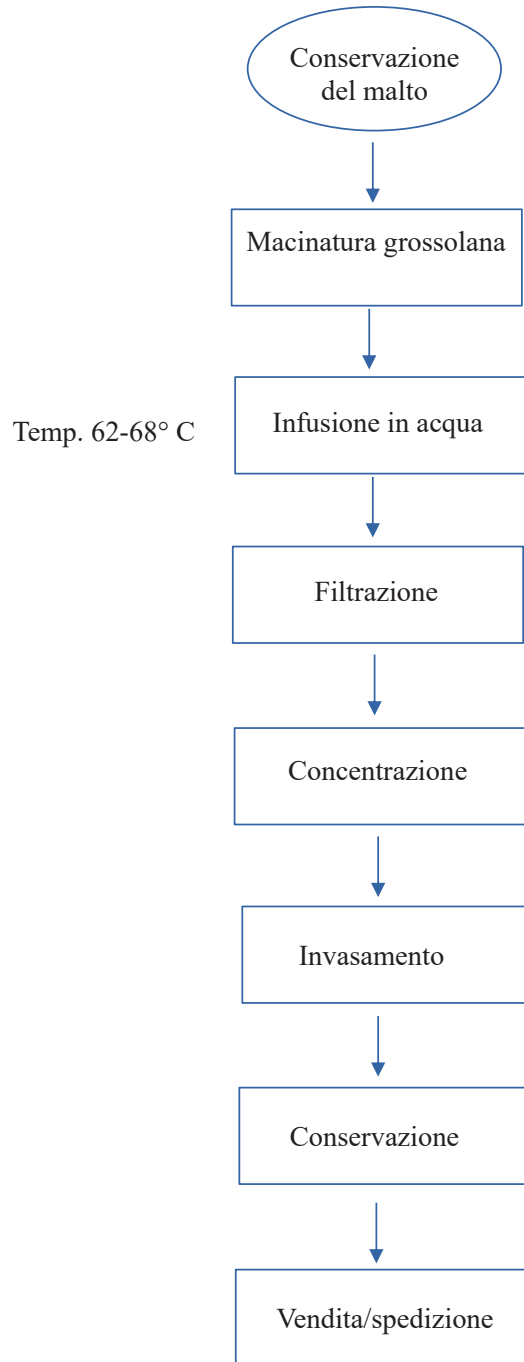 Conservazione
del malto
Macinatura grossolana
Temp. 62-68° C
Infusione in acqua
Filtrazione
Concentrazione
Invasamento
Conservazione
Vendita/spedizione